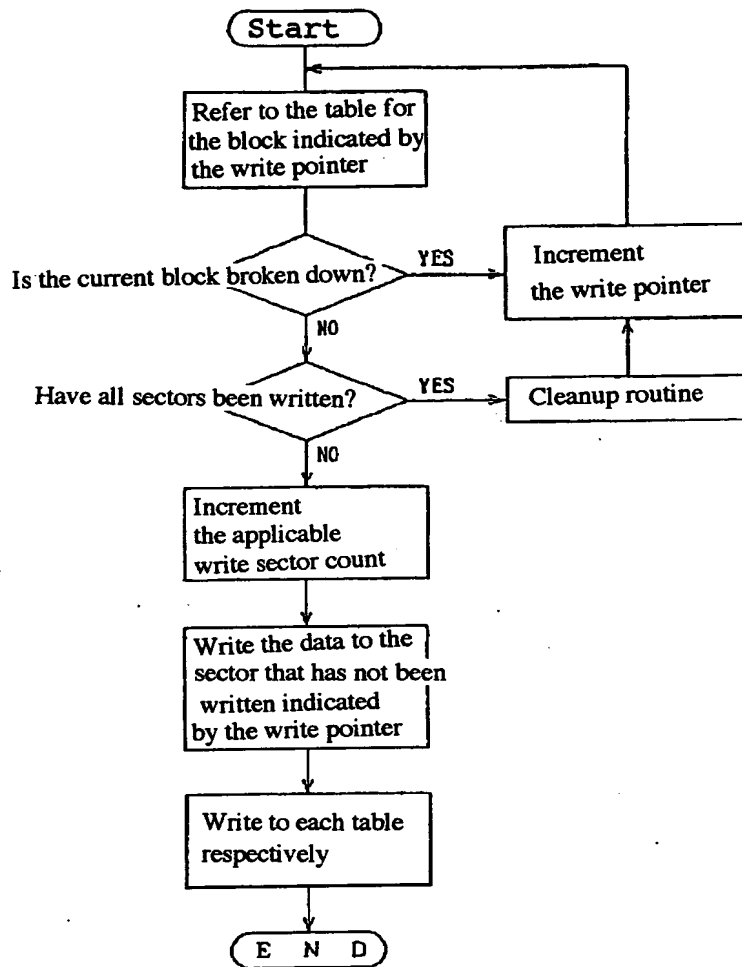 Start
Refer to the table for
the block indicated by
the write pointer
Is the current block broken down?
YES
Increment
the write pointer
NO
Have all sectors been written?
YES
Cleanup routine
NO
Increment
the applicable
write sector count
Write the data to the
sector that has not been
written indicated
by the write pointer
Write to each table
respectively
E N D